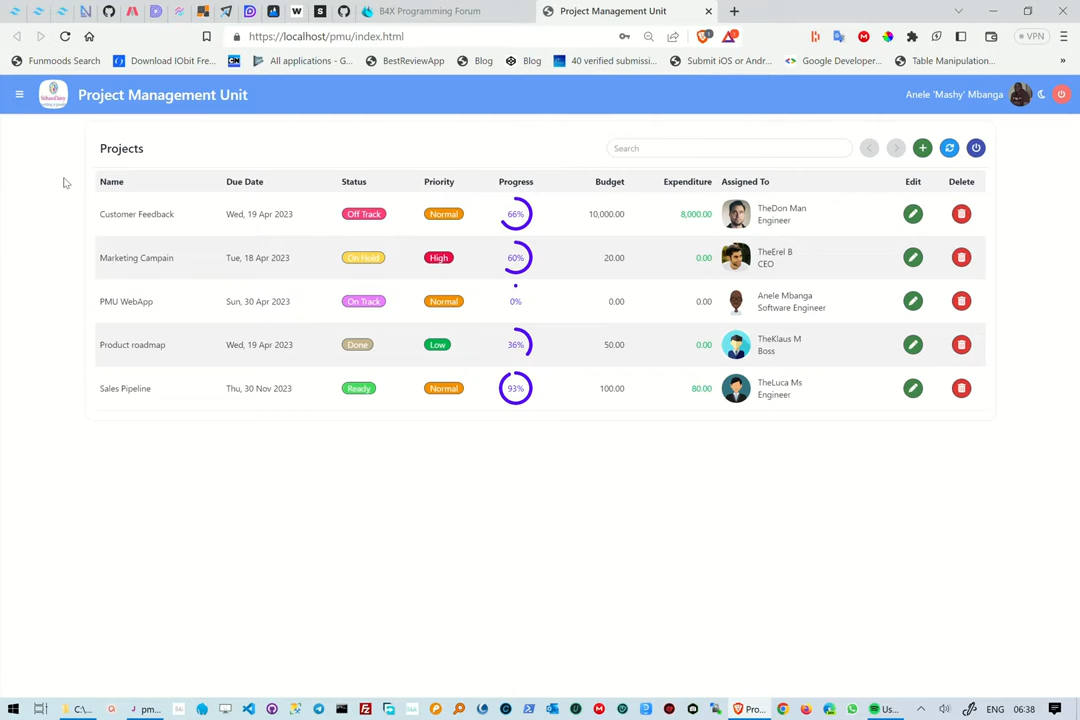 B4X Programming Forum
Project Management Unit
https://localhost/pmu/index.html
VPN
Funmoods Search
Download IObit Fre...
All applications - G...
BestReviewApp
Blog
Blog
40 verified submissi...
Submit iOS or Andr...
Google Developer...
Table Manipulation...
»
Project Management Unit
Anele 'Mashy' Mbanga
Projects
Search
Name Due Date Status Priority Progress Budget Expenditure Assigned To Edit Delete
Customer Feedback Wed, 19 Apr 2023 Off Track Normal 66% 10,000.00 8,000.00 TheDon Man
Engineer
Marketing Campain Tue, 18 Apr 2023 On Hold High 60% 20.00 0.00 TheErel B
CEO
PMU WebApp Sun, 30 Apr 2023 On Track Normal 0% 0.00 0.00 Anele Mbanga
Software Engineer
Product roadmap Wed, 19 Apr 2023 Done Low 36% 50.00 0.00 TheKlaus M
Boss
Sales Pipeline Thu, 30 Nov 2023 Ready Normal 93% 100.00 80.00 TheLuca Ms
Engineer
C:\...
pm...
Pro...
Us...
ENG
06:38